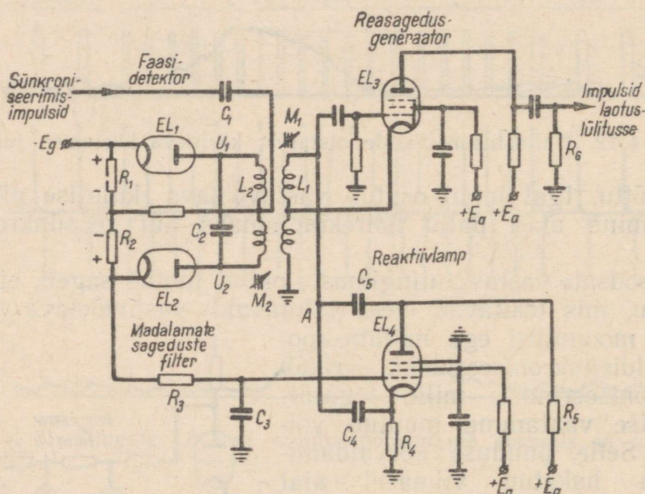 Reasagedus-
generaator
Faasi-
detektor
Sünkroni-
seerimis-
impulsid
C₁
EL₃
Impulsid
laotus-
lülitusse
M₁
-Eg
EL₁
U₁
+
R₁
-
L₂
L₁
R₆
C₂
+Eₐ
+Eₐ
R₂
+
U₂
EL₂
M₂
Reaktiivlamp
A
C₅
EL₄
Madalamate
sageduste
filter
R₃
C₃
C₄
R₄
R₅
+Eₐ
+Eₐ